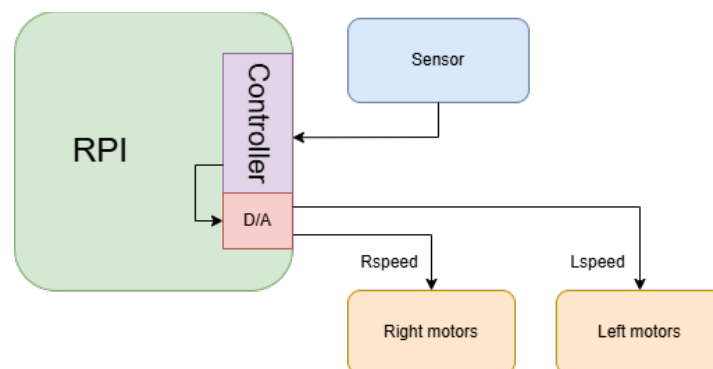 Sensor
Controller
RPI
D/A
Rspeed
Lspeed
Right motors
Left motors